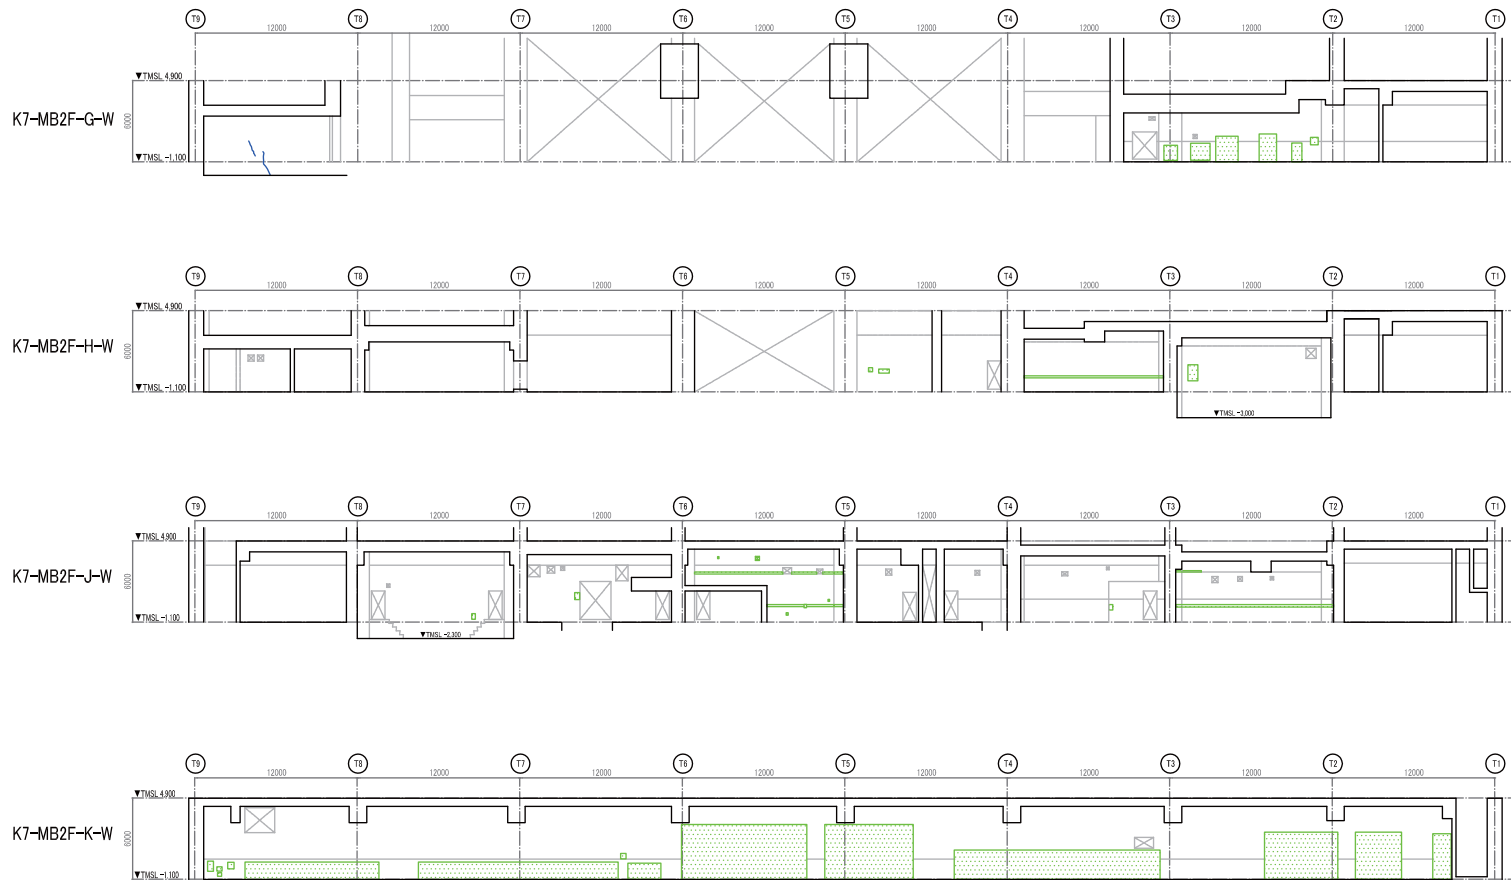 T9 T8 T7 T6 T5 T4 T3 T2 T1
12000 12000 12000 12000 12000 12000 12000 12000
▼TMSL 4,900
K7-MB2F-G-W
6000
▼TMSL -1,100
T9 T8 T7 T6 T5 T4 T3 T2 T1
12000 12000 12000 12000 12000 12000 12000 12000
▼TMSL 4,900
K7-MB2F-H-W
6000
▼TMSL -1,100
▼TMSL -3,000
T9 T8 T7 T6 T5 T4 T3 T2 T1
12000 12000 12000 12000 12000 12000 12000 12000
▼TMSL 4,900
K7-MB2F-J-W
6000
▼TMSL -1,100
▼TMSL -2,300
T9 T8 T7 T6 T5 T4 T3 T2 T1
12000 12000 12000 12000 12000 12000 12000 12000
▼TMSL 4,900
K7-MB2F-K-W
6000
▼TMSL -1,100